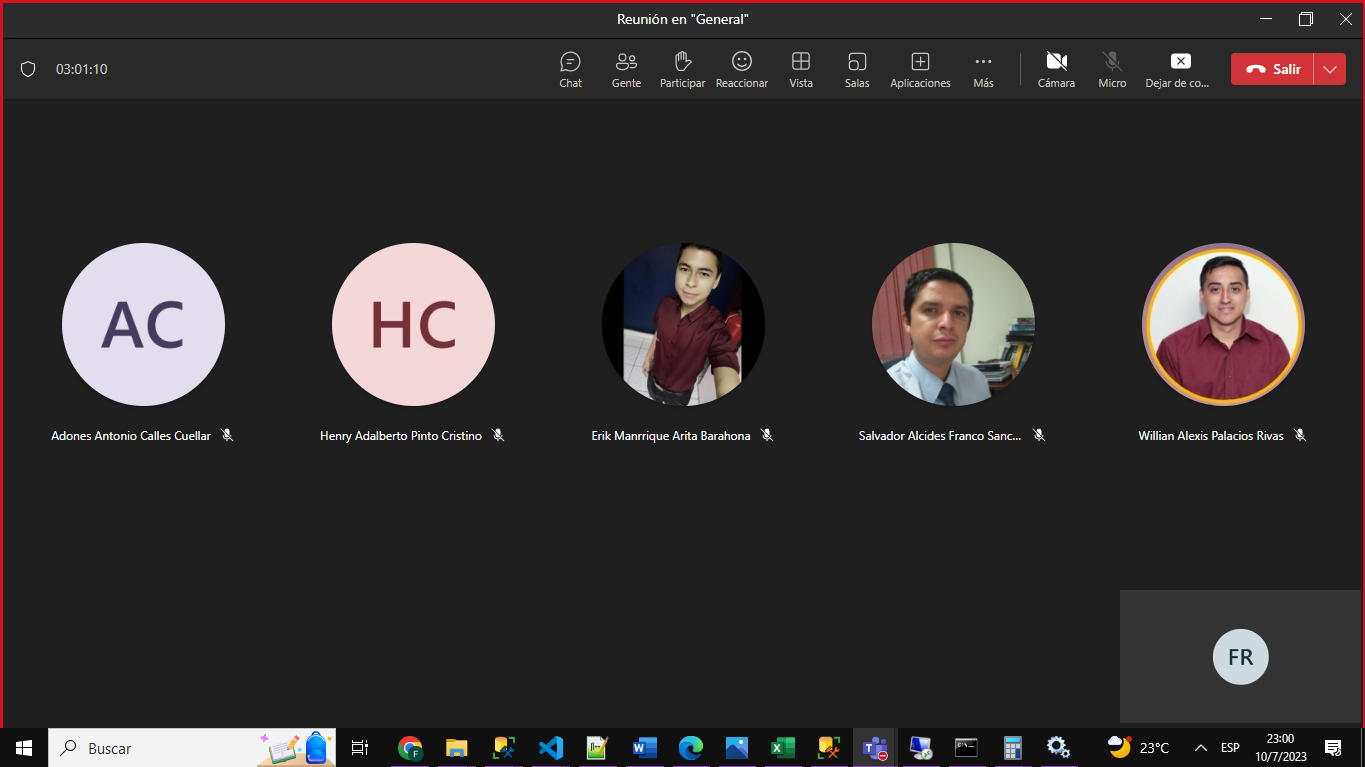 Reunión en "General"
03:01:10
Chat
Gente
Participar
Reaccionar
Vista
Salas
Aplicaciones
Más
Cámara
Micro
Dejar de co...
Salir
AC
HC
Adones Antonio Calles Cuellar
Henry Adalberto Pinto Cristino
Erik Manrrique Arita Barahona
Salvador Alcides Franco Sanc...
Willian Alexis Palacios Rivas
FR
Buscar
23°C
ESP
23:00
10/7/2023